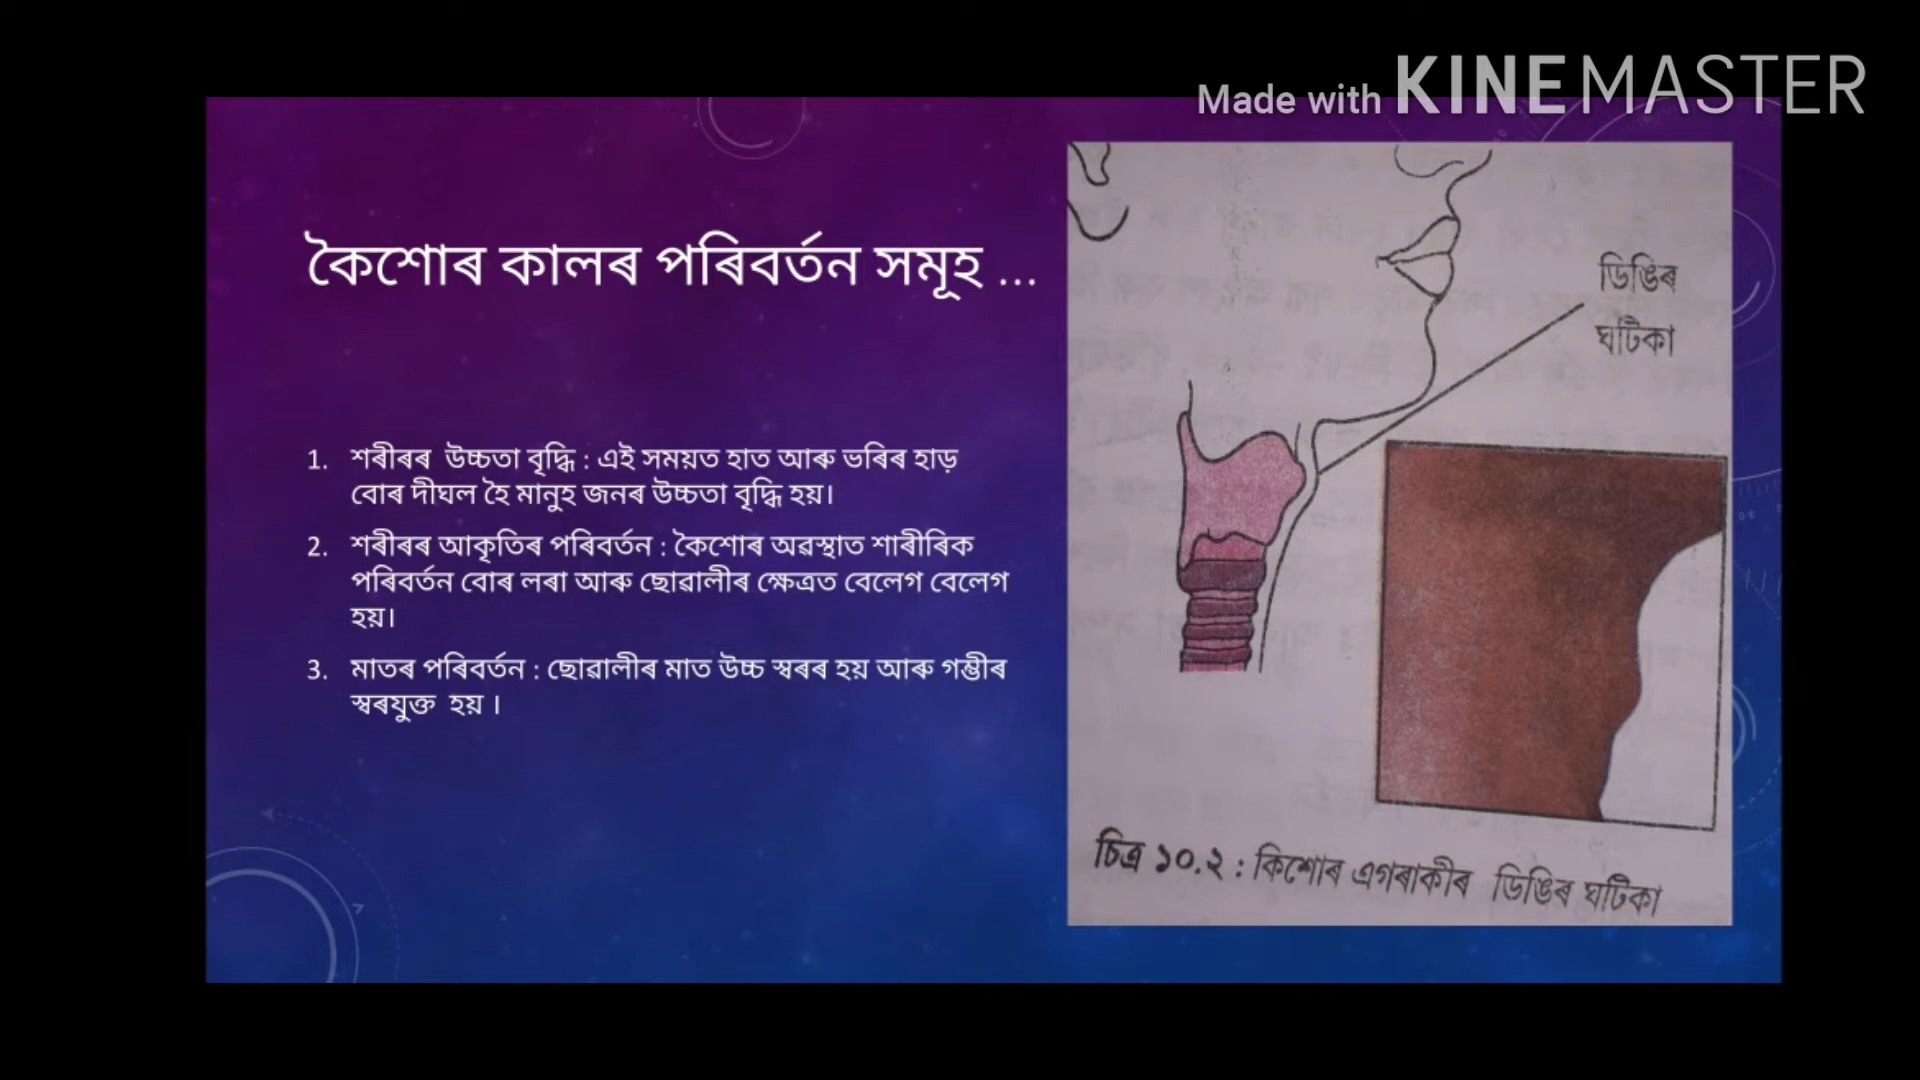 Made with KINEMASTER
কৈশোৰ কালৰ পৰিবৰ্তন সমূহ ...
1. শৰীৰৰ উচ্চতা বৃদ্ধি : এই সময়ত হাত আৰু ভৰিৰ হাড়
বোৰ দীঘল হৈ মানুহ জনৰ উচ্চতা বৃদ্ধি হয়।
2. শৰীৰৰ আকৃতিৰ পৰিবৰ্তন : কৈশোৰ অৱস্থাত শাৰীৰিক
পৰিবৰ্তন বোৰ লৰা আৰু ছোৱালীৰ ক্ষেত্ৰত বেলেগ বেলেগ
হয়।
3. মাতৰ পৰিবৰ্তন : ছোৱালীৰ মাত উচ্চ স্বৰৰ হয় আৰু গম্ভীৰ
স্বৰযুক্ত হয় ।
ডিঙিৰ
ঘটিকা
চিত্ৰ ১০.২ : কিশোৰ এগৰাকীৰ ডিঙিৰ ঘটিকা